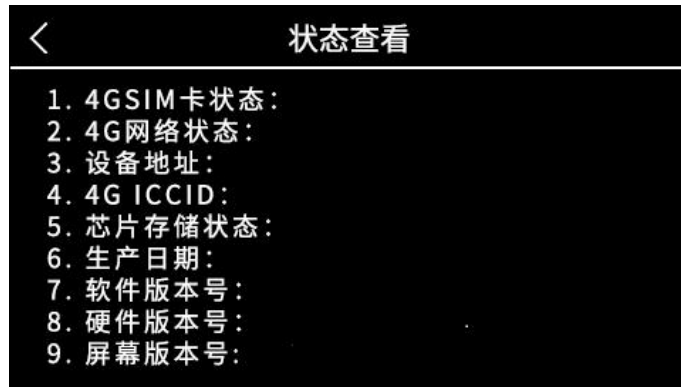 状态查看
1. 4GSIM卡状态:
2. 4G网络状态:
3. 设备地址:
4. 4G ICCID:
5. 芯片存储状态:
6. 生产日期:
7. 软件版本号:
8. 硬件版本号:
9. 屏幕版本号: